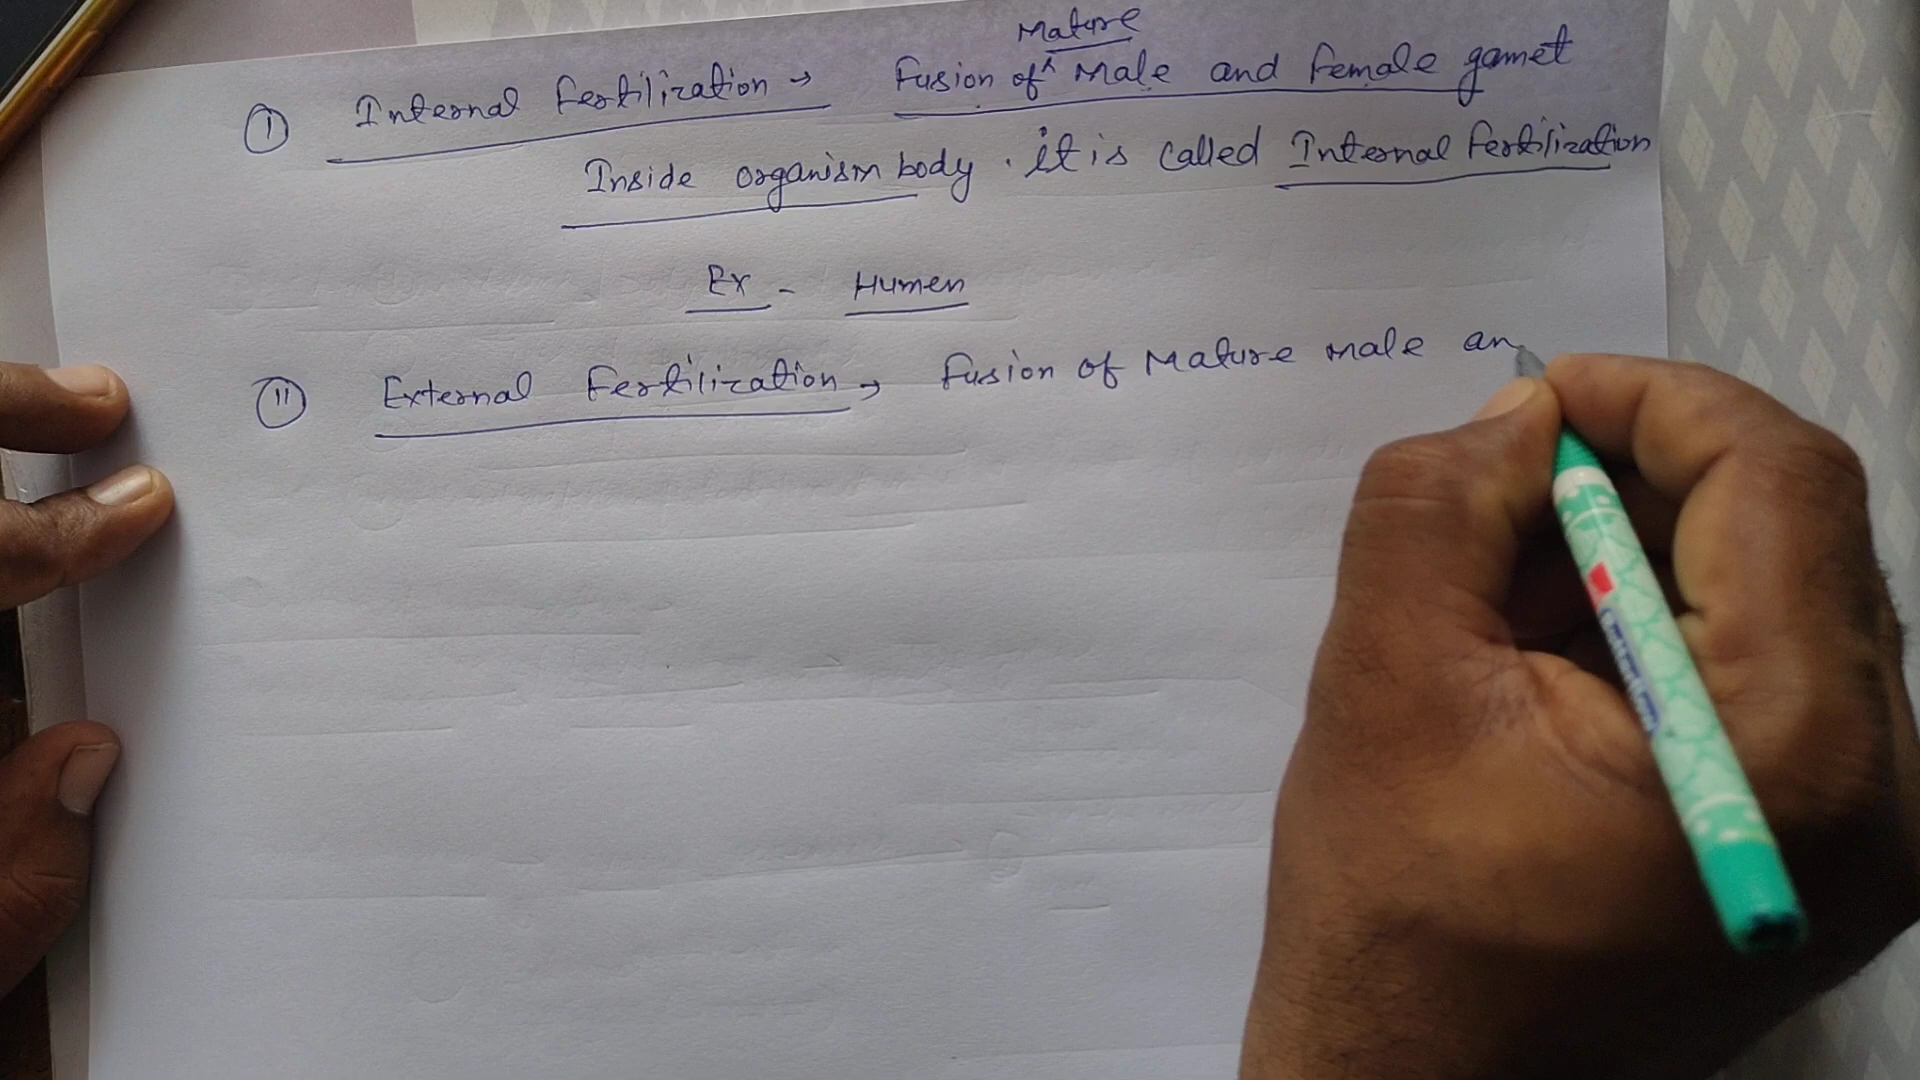 Mature
(I) Internal Fertilization → Fusion of ^ Male and Female gamet
Inside organism body. it is called Internal Fertilization
Ex - Humen
(II) External Fertilization → Fusion of Mature male an